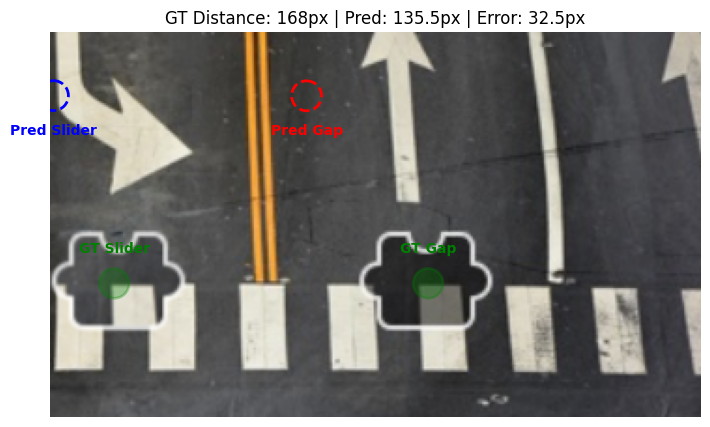 GT Distance: 168px | Pred: 135.5px | Error: 32.5px
Pred Slider
Pred Gap
GT Slider
GT Gap